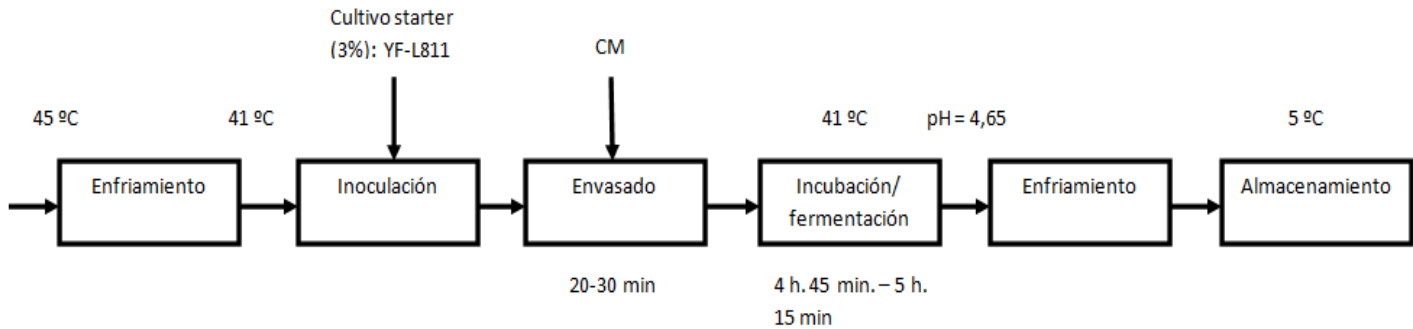 Cultivo starter
(3%): YF-L811
CM
45 ºC
41 ºC
41 ºC
pH = 4,65
5 ºC
Enfriamiento
Inoculación
Envasado
Incubación/
fermentación
Enfriamiento
Almacenamiento
20-30 min
4 h. 45 min. – 5 h.
15 min